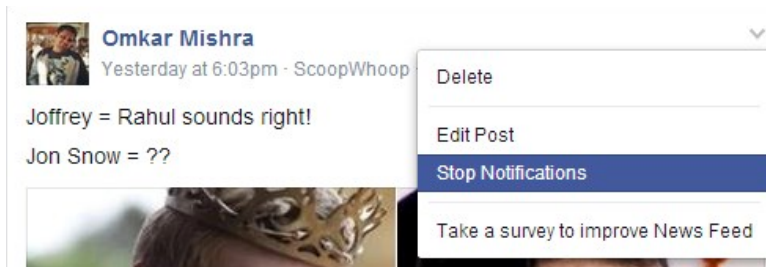 Omkar Mishra
Yesterday at 6:03pm · ScoopWhoop ·
Joffrey = Rahul sounds right!
Jon Snow = ??
Delete
Edit Post
Stop Notifications
Take a survey to improve News Feed